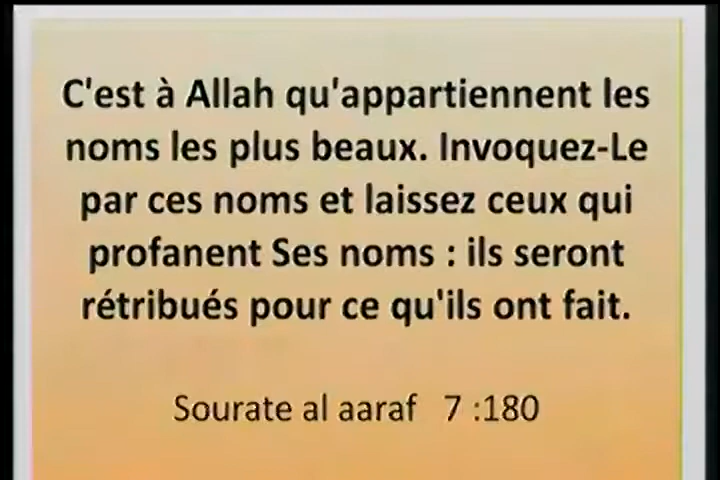 C'est à Allah qu'appartiennent les
noms les plus beaux. Invoquez-Le
par ces noms et laissez ceux qui
profanent Ses noms : ils seront
rétribués pour ce qu'ils ont fait.
Sourate al aaraf 7 :180